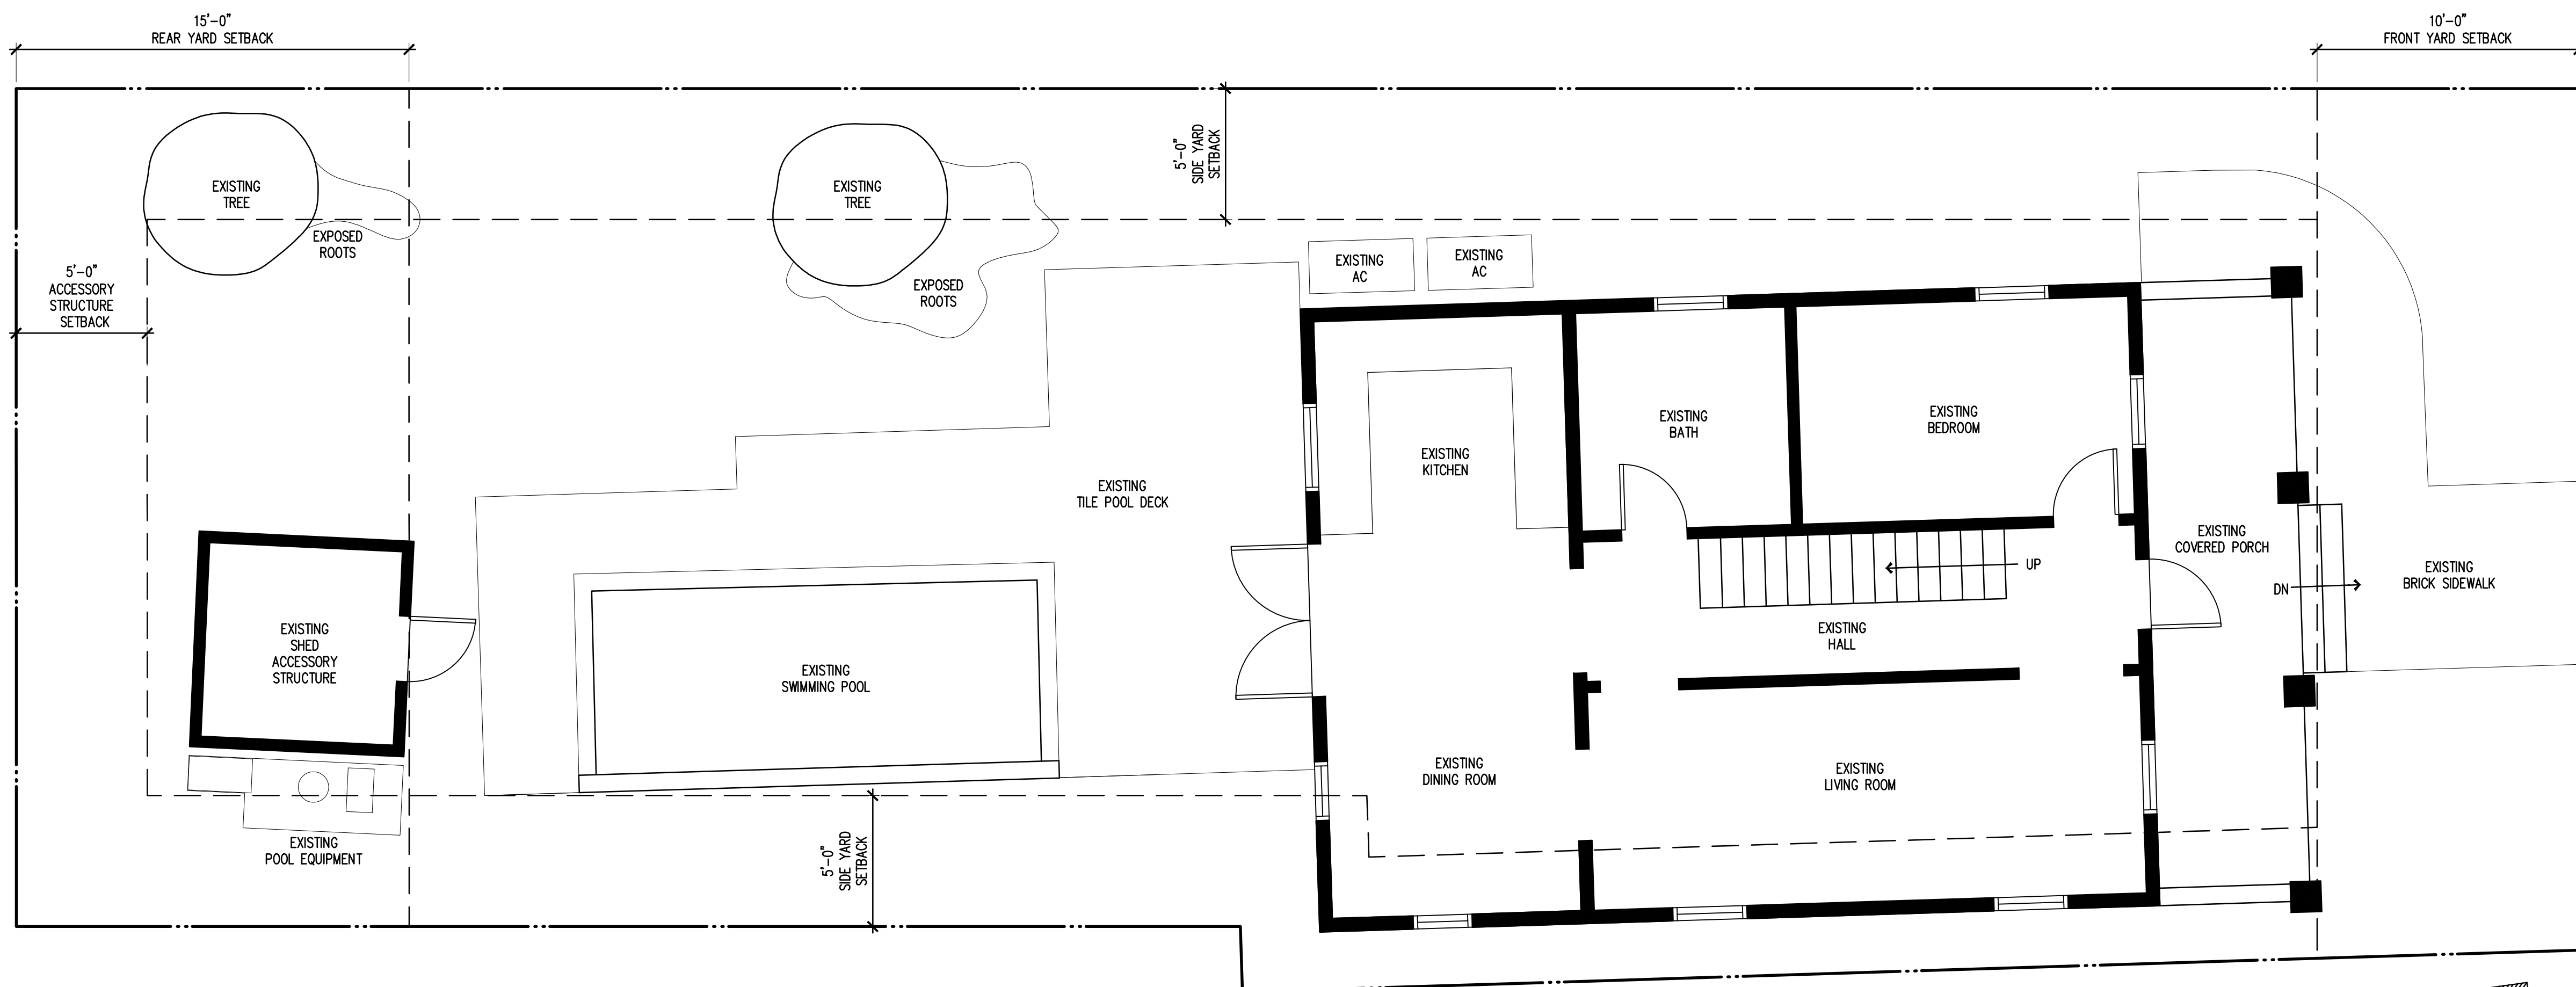 15'-0"
REAR YARD SETBACK
10'-0"
FRONT YARD SETBACK
5'-0"
SIDE YARD
SETBACK
EXISTING
TREE
EXPOSED
ROOTS
EXISTING
TREE
EXPOSED
ROOTS
5'-0"
ACCESSORY
STRUCTURE
SETBACK
EXISTING
AC
EXISTING
AC
EXISTING
KITCHEN
EXISTING
BATH
EXISTING
BEDROOM
EXISTING
TILE POOL DECK
EXISTING
COVERED PORCH
UP
DN
EXISTING
BRICK SIDEWALK
EXISTING
SHED
ACCESSORY
STRUCTURE
EXISTING
SWIMMING POOL
EXISTING
HALL
EXISTING
DINING ROOM
EXISTING
LIVING ROOM
EXISTING
POOL EQUIPMENT
5'-0"
SIDE YARD
SETBACK